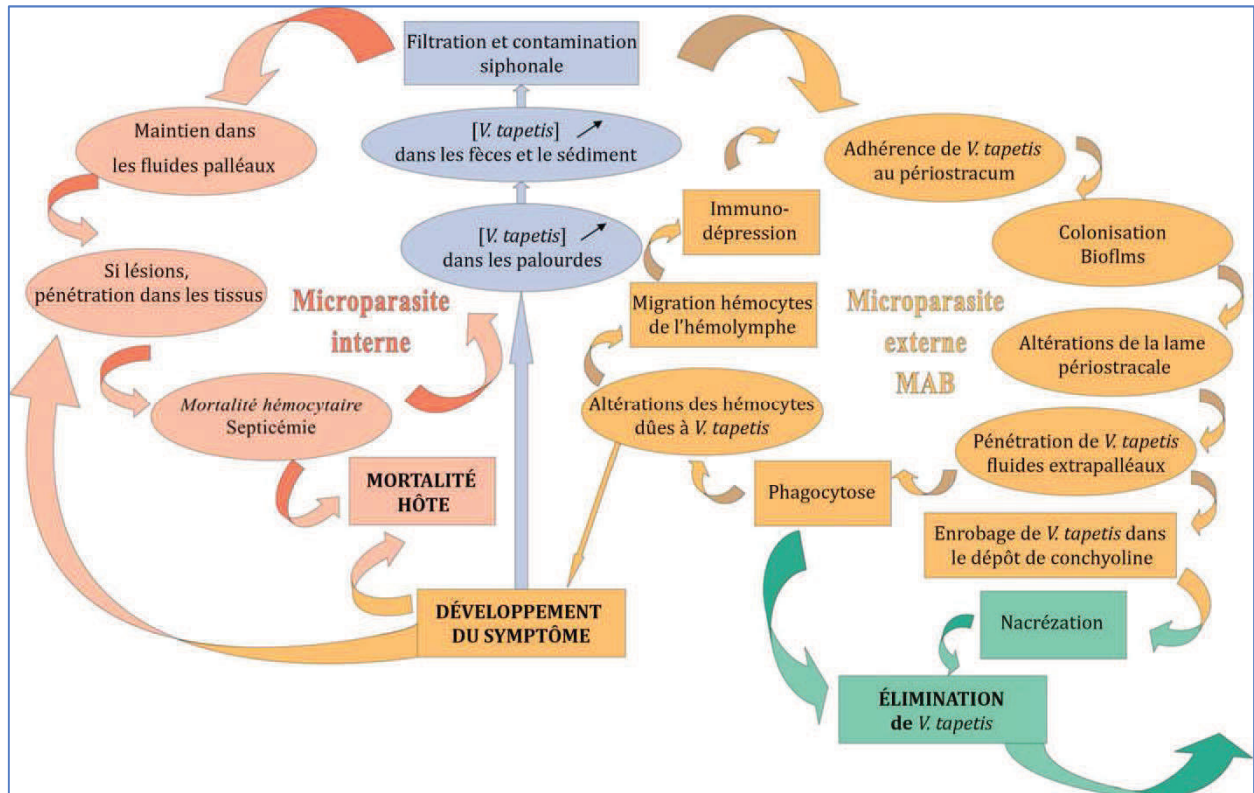 Filtration et contamination
siphonale
Maintien dans
les fluides palléaux
[V. tapetis]
dans les fèces et le sédiment
Adhérence de V. tapetis
au périostracum
Immuno-
dépression
Colonisation
Bioflms
[V. tapetis]
dans les palourdes
Si lésions,
pénétration dans les tissus
Microparasite
interne
Migration hémocytes
de l'hémolymphe
Microparasite
externe
MAB
Altérations de la lame
périostracale
Mortalité hémocytaire
Septicémie
Altérations des hémocytes
dûes à V. tapetis
Pénétration de V. tapetis
fluides extrapalléaux
MORTALITÉ
HÔTE
Phagocytose
Enrobage de V. tapetis dans
le dépôt de conchyoline
DÉVELOPPEMENT
DU SYMPTÔME
Nacrézation
ÉLIMINATION
de V. tapetis